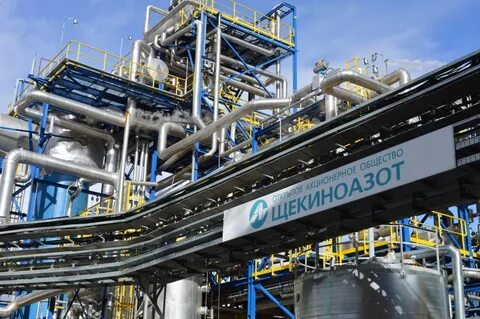 ОТКРЫТОЕ АКЦИОНЕРНОЕ ОБЩЕСТВО
ЩЕКИНОАЗОТ